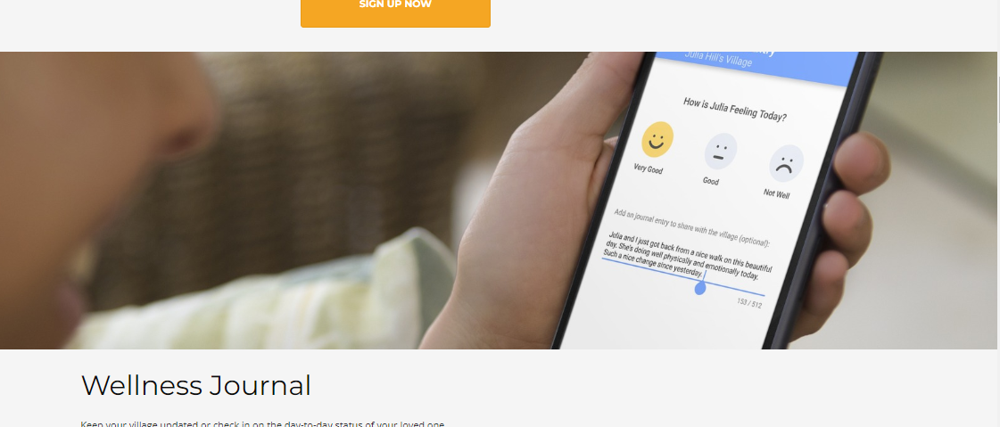 SIGN UP NOW
Julia Hill's Village
How is Julia Feeling Today?
Very Good
Good
Not Well
Add an journal entry to share with the village (optional):
Julia and I just got back from a nice walk on this beautiful
day. She's doing well physically and emotionally today.
Such a nice change since yesterday.
153 / 512
Wellness Journal
Keep your village updated or check in on the day-to-day status of your loved one